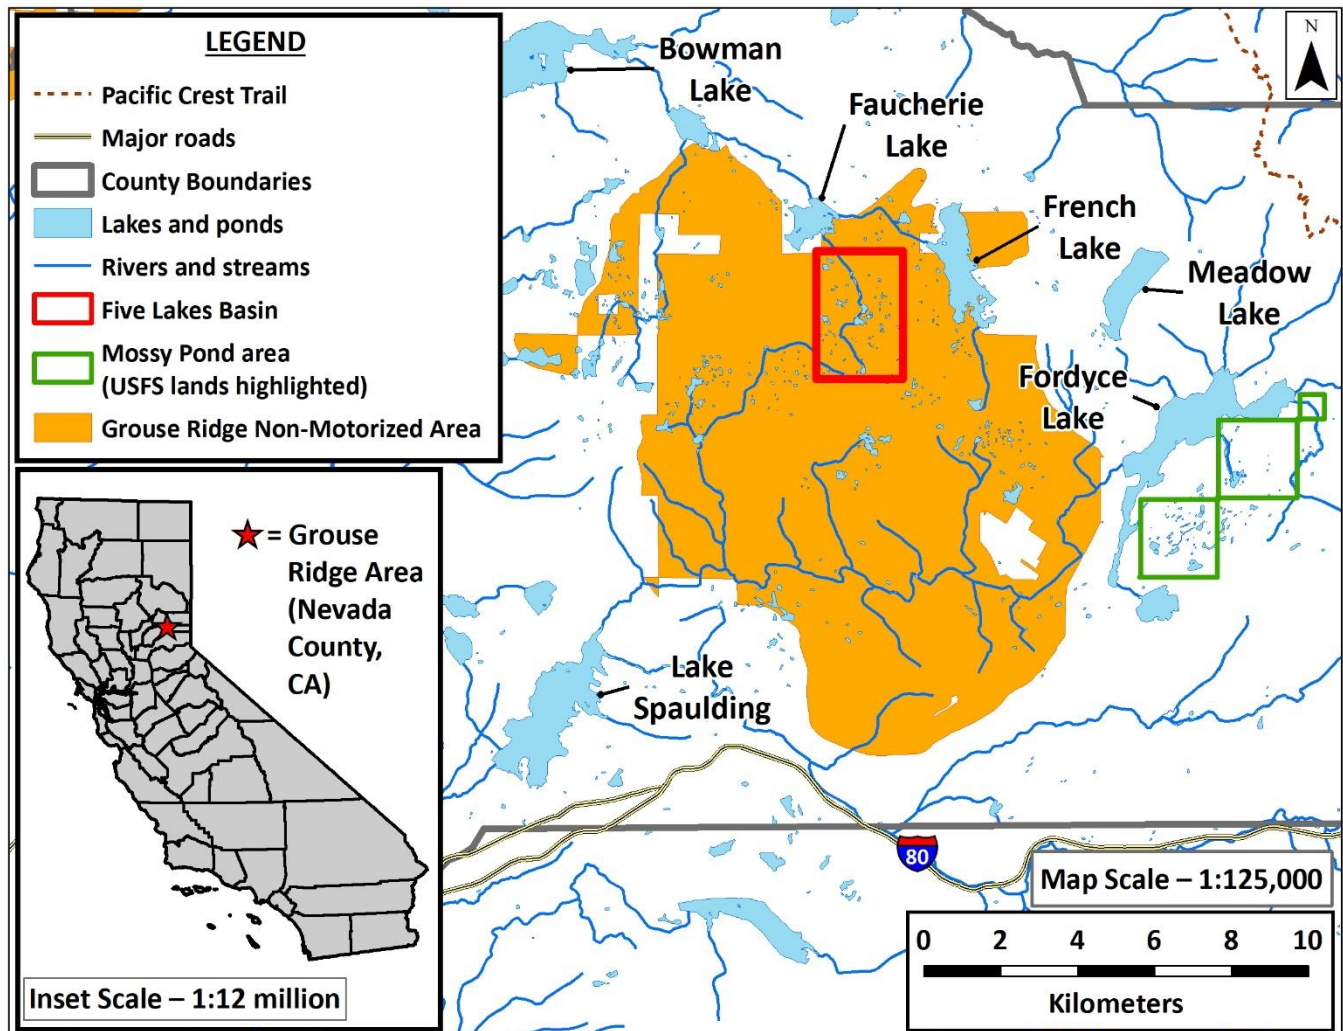 LEGEND
Pacific Crest Trail
Major roads
County Boundaries
Lakes and ponds
Rivers and streams
Five Lakes Basin
Mossy Pond area
(USFS lands highlighted)
Grouse Ridge Non-Motorized Area
= Grouse
Ridge Area
(Nevada
County,
CA)
Inset Scale – 1:12 million
Bowman
Lake
Faucherie
Lake
French
Lake
Meadow
Lake
Fordyce
Lake
Lake
Spaulding
N
80
Map Scale – 1:125,000
0 2 4 6 8 10
Kilometers